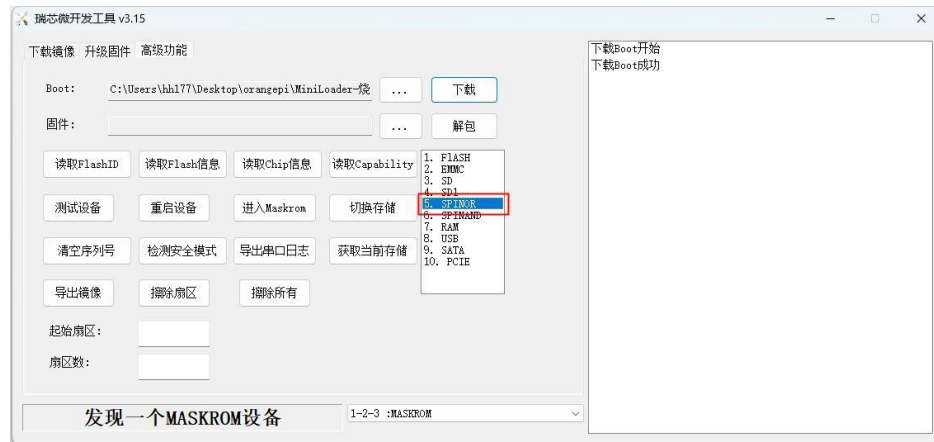 瑞芯微开发工具 v3.15
下载镜像 升级固件 高级功能
Boot: C:\Users\hhl77\Desktop\orangepi\MiniLoader-烧 ... 下载
固件: ... 解包
读取FlashID 读取Flash信息 读取Chip信息 读取Capability
测试设备 重启设备 进入Maskrom 切换存储
清空序列号 检测安全模式 导出串口日志 获取当前存储
导出镜像 擦除扇区 擦除所有
起始扇区:
扇区数:
1. FlASH
2. EMMC
3. SD
4. SD1
5. SPINOR
6. SPINAND
7. RAM
8. USB
9. SATA
10. PCIE
发现一个MASKROM设备 1-2-3 :MASKROM
下载Boot开始
下载Boot成功